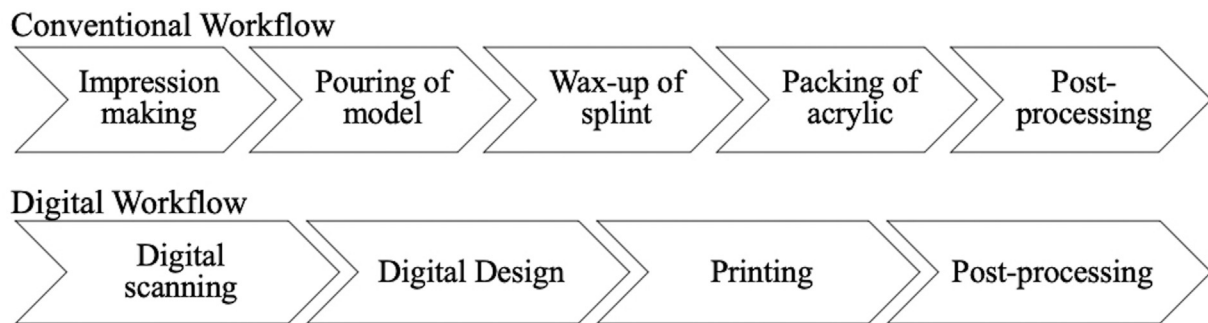 Conventional Workflow
Impression
making
Pouring of
model
Wax-up of
splint
Packing of
acrylic
Post-
processing
Digital Workflow
Digital
scanning
Digital Design
Printing
Post-processing